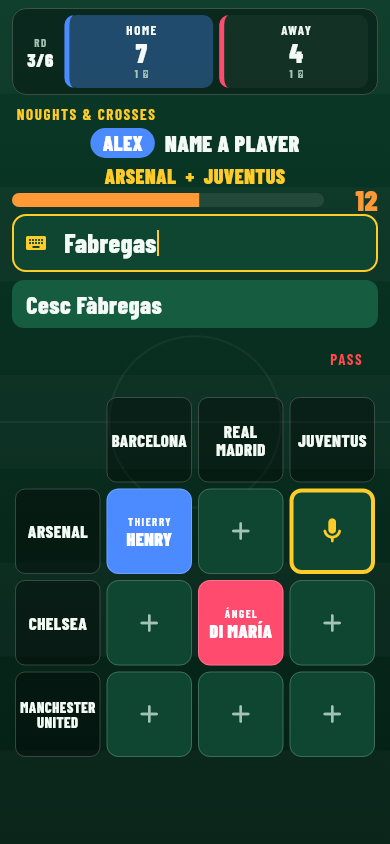 RD
3/6
HOME
7
1
AWAY
4
1
NOUGHTS & CROSSES
ALEX NAME A PLAYER
ARSENAL + JUVENTUS
12
Fabregas
Cesc Fàbregas
PASS
BARCELONA
REAL
MADRID
JUVENTUS
ARSENAL
THIERRY
HENRY
CHELSEA
ÁNGEL
DI MARÍA
MANCHESTER
UNITED